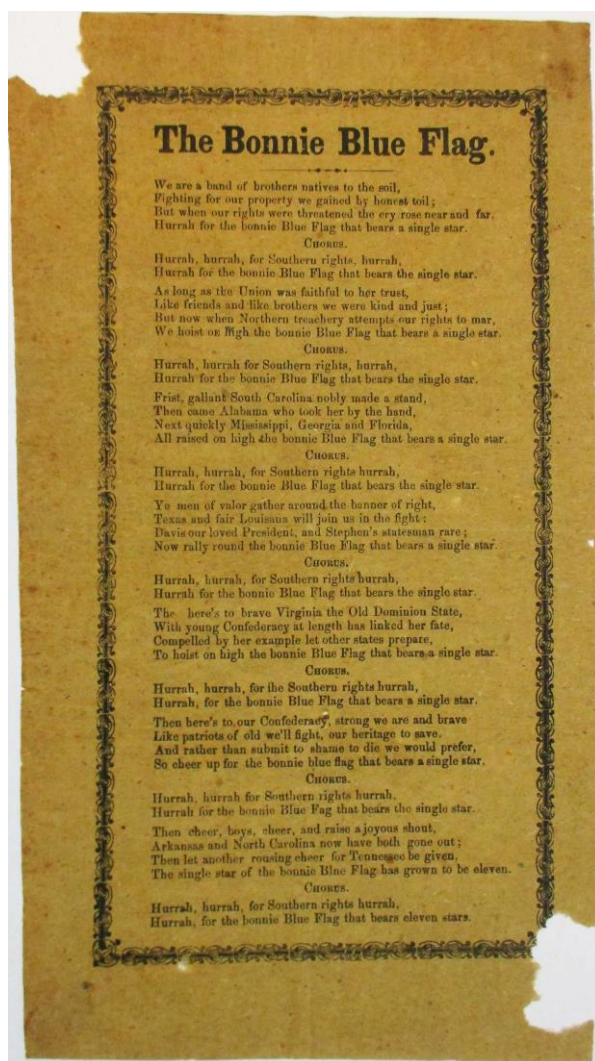 The Bonnie Blue Flag.
We are a band of brothers natives to the soil,
Fighting for our property we gained by honest toil;
But when our rights were threatened the cry rose near and far.
Hurrah for the bonnie Blue Flag that bears a single star.
CHORUS.
Hurrah, hurrah, for Southern rights, hurrah,
Hurrah for the bonnie Blue Flag that bears the single star.
As long as the Union was faithful to her trust,
Like friends and like brothers we were kind and just;
But now when Northern treachery attempts our rights to mar,
We hoist on high the bonnie Blue Flag that bears a single star.
CHORUS.
Hurrah, hurrah for Southern rights, hurrah,
Hurrah for the bonnie Blue Flag that bears the single star.
Frist, gallant South Carolina nobly made a stand,
Then came Alabama who took her by the hand,
Next quickly Mississippi, Georgia and Florida,
All raised on high the bonnie Blue Flag that bears a single star.
CHORUS.
Hurrah, hurrah, for Southern rights hurrah,
Hurrah for the bonnie Blue Flag that bears the single star.
Ye men of valor gather around the banner of right,
Texas and fair Louisana will join us in the fight:
Davis our loved President, and Stephen's statesman rare;
Now rally round the bonnie Blue Flag that bears a single star.
CHORUS.
Hurrah, hurrah, for Southern rights hurrah,
Hurrah for the bonnie Blue Flag that bears the single star.
The here's to brave Virginia the Old Dominion State,
With young Confederacy at length has linked her fate,
Compelled by her example let other states prepare,
To hoist on high the bonnie Blue Flag that bears a single star.
CHORUS.
Hurrah, hurrah, for the Southern rights hurrah,
Hurrah, for the bonnie Blue Flag that bears a single star.
Then here's to our Confederacy, strong we are and brave
Like patriots of old we'll fight, our heritage to save.
And rather than submit to shame to die we would prefer,
So cheer up for the bonnie blue flag that bears a single star.
CHORUS.
Hurrah, hurrah for Southern rights hurrah,
Hurrah for the bonnie Blue Fag that bears the single star.
Then cheer, boys, cheer, and raise a joyous shout,
Arkansas and North Carolina now have both gone out;
Then let another rousing cheer for Tennessee be given,
The single star of the bonnie Blue Flag has grown to be eleven.
CHORUS.
Hurrah, hurrah, for Southern rights hurrah,
Hurrah, for the bonnie Blue Flag that bears eleven stars.